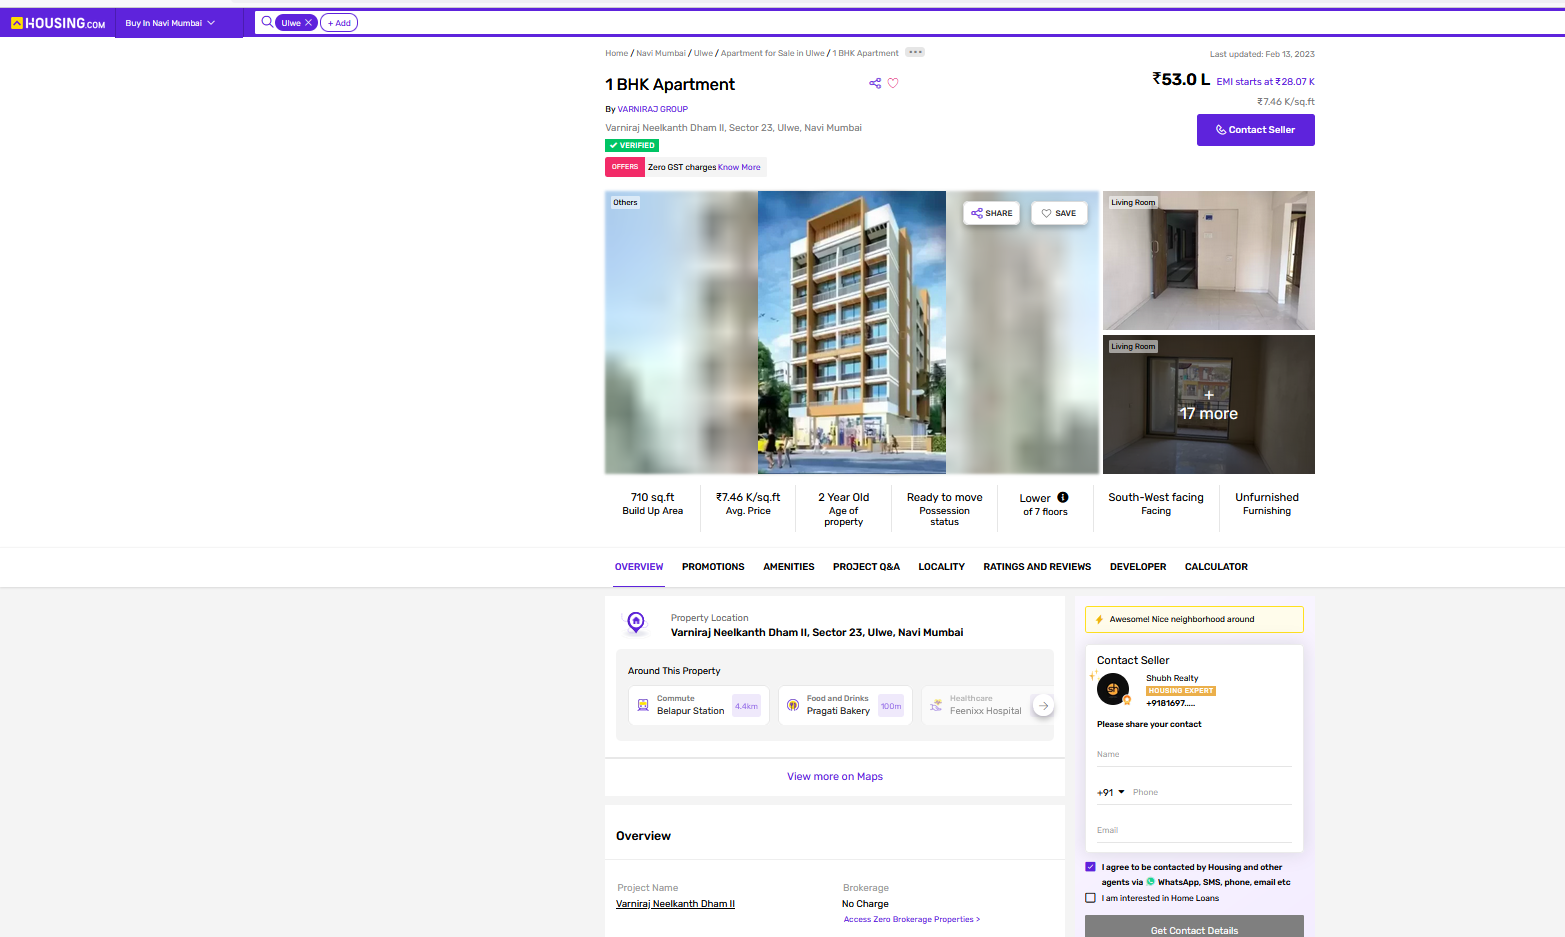 HOUSING.COM
Buy In Navi Mumbai
Ulwe
+ Add
Home / Navi Mumbai / Ulwe / Apartment for Sale in Ulwe / 1 BHK Apartment
Last updated: Feb 13, 2023
1 BHK Apartment
₹53.0 L EMI starts at ₹28.07 K
₹7.46 K/sq.ft
By VARNIRAJ GROUP
Varniraj Neelkanth Dham II, Sector 23, Ulwe, Navi Mumbai
Contact Seller
VERIFIED
OFFERS Zero GST charges Know More
Others
SHARE
SAVE
Living Room
Living Room
+
17 more
710 sq.ft
Build Up Area
₹7.46 K/sq.ft
Avg. Price
2 Year Old
Age of
property
Ready to move
Possession
status
Lower
of 7 floors
South-West facing
Facing
Unfurnished
Furnishing
OVERVIEW PROMOTIONS AMENITIES PROJECT Q&A LOCALITY RATINGS AND REVIEWS DEVELOPER CALCULATOR
Property Location
Varniraj Neelkanth Dham II, Sector 23, Ulwe, Navi Mumbai
Around This Property
Commute
Belapur Station
4.4km
Food and Drinks
Pragati Bakery
100m
Healthcare
Feenixx Hospital
View more on Maps
Overview
Project Name
Varniraj Neelkanth Dham II
Brokerage
No Charge
Access Zero Brokerage Properties >
Awesome! Nice neighborhood around
Contact Seller
Shubh Realty
HOUSING EXPERT
+9181697.....
Please share your contact
Name
+91 Phone
Email
I agree to be contacted by Housing and other
agents via WhatsApp, SMS, phone, email etc
I am interested in Home Loans
Get Contact Details